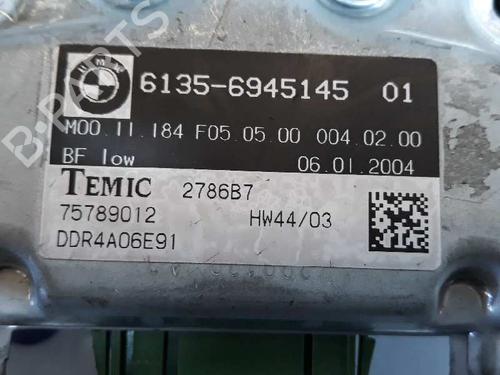 BMW
6135-6945145 01
M00.11.184 F05.05.00 004.02.00
BF low 06.01.2004
TEMIC 2786B7
75789012 HW44/03
DDR4A06E91
B-PARTS